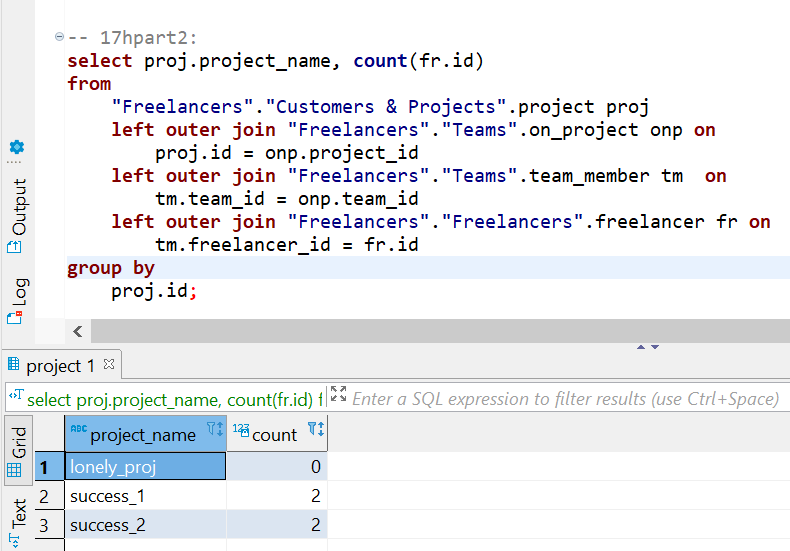 -- 17hpart2:
select proj.project_name, count(fr.id)
from
"Freelancers"."Customers & Projects".project proj
left outer join "Freelancers"."Teams".on_project onp on
proj.id = onp.project_id
left outer join "Freelancers"."Teams".team_member tm  on
tm.team_id = onp.team_id
left outer join "Freelancers"."Freelancers".freelancer fr on
tm.freelancer_id = fr.id
group by
proj.id;
Output
Log
project 1
select proj.project_name, count(fr.id) f
Enter a SQL expression to filter results (use Ctrl+Space)
Grid
Text
ABC project_name 123 count
1 lonely_proj 0
2 success_1 2
3 success_2 2